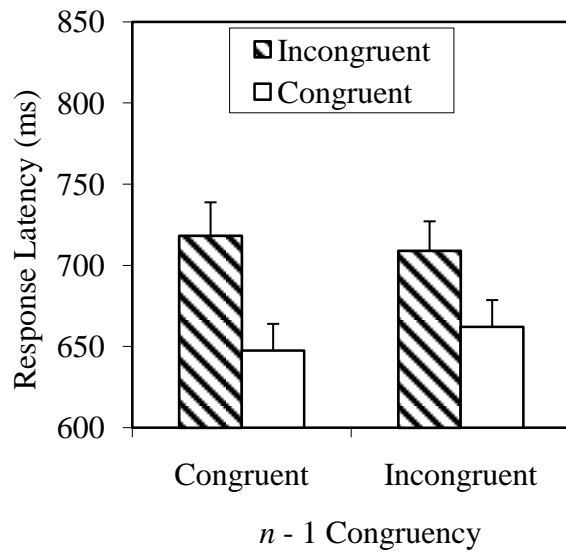 850
800
750
700
650
600
Response Latency (ms)
Incongruent
Congruent
Congruent
Incongruent
n - 1 Congruency